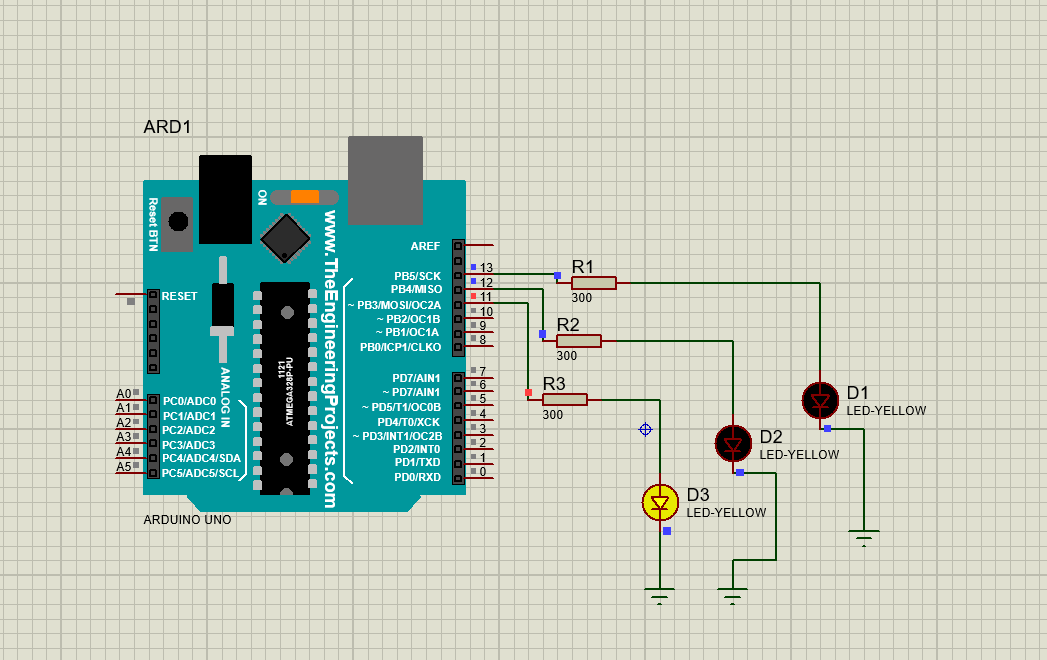 ARD1
ON
Reset BTN
www.TheEngineeringProjects.com
RESET
ANALOG IN
1121
ATMEGA328P-PU
AREF
PB5/SCK 13
PB4/MISO 12
~ PB3/MOSI/OC2A 11
~ PB2/OC1B 10
~ PB1/OC1A 9
PB0/ICP1/CLKO 8
PD7/AIN1 7
~ PD7/AIN1 6
~ PD5/T1/OC0B 5
PD4/T0/XCK 4
~ PD3/INT1/OC2B 3
PD2/INT0 2
PD1/TXD 1
PD0/RXD 0
A0 PC0/ADC0
A1 PC1/ADC1
A2 PC2/ADC2
A3 PC3/ADC3
A4 PC4/ADC4/SDA
A5 PC5/ADC5/SCL
ARDUINO UNO
R1
300
R2
300
R3
300
D1
LED-YELLOW
D2
LED-YELLOW
D3
LED-YELLOW